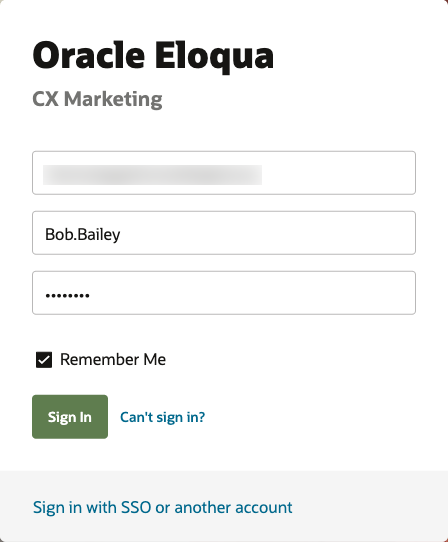 Oracle Eloqua
CX Marketing
Bob.Bailey
••••••••
Remember Me
Sign In Can't sign in?
Sign in with SSO or another account